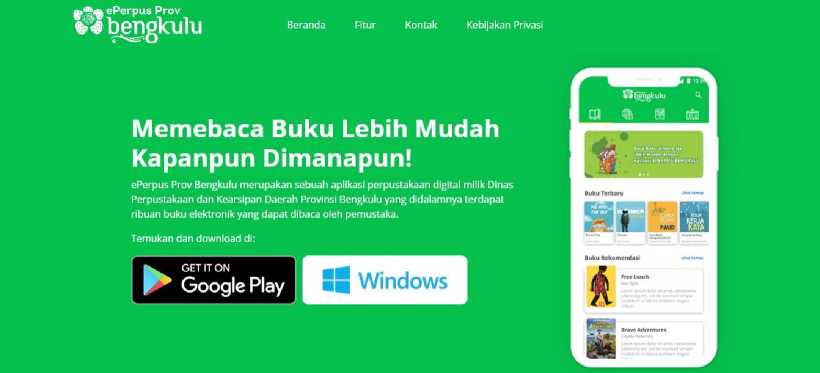 ePerpus Prov
bengkulu
Beranda Fitur Kontak Kebijakan Privasi
Memebaca Buku Lebih Mudah
Kapanpun Dimanapun!
ePerpus Prov Bengkulu merupakan sebuah aplikasi perpustakaan digital milik Dinas
Perpustakaan dan Kearsipan Daerah Provinsi Bengkulu yang didalamnya terdapat
ribuan buku elektronik yang dapat dibaca oleh pemustaka.
Temukan dan download di:
GET IT ON
Google Play
Windows
bengkulu
Buku Terbaru
KERJA
KATA
PAUD
Buku Rekomendasi
Free Lunch
Brave Adventures